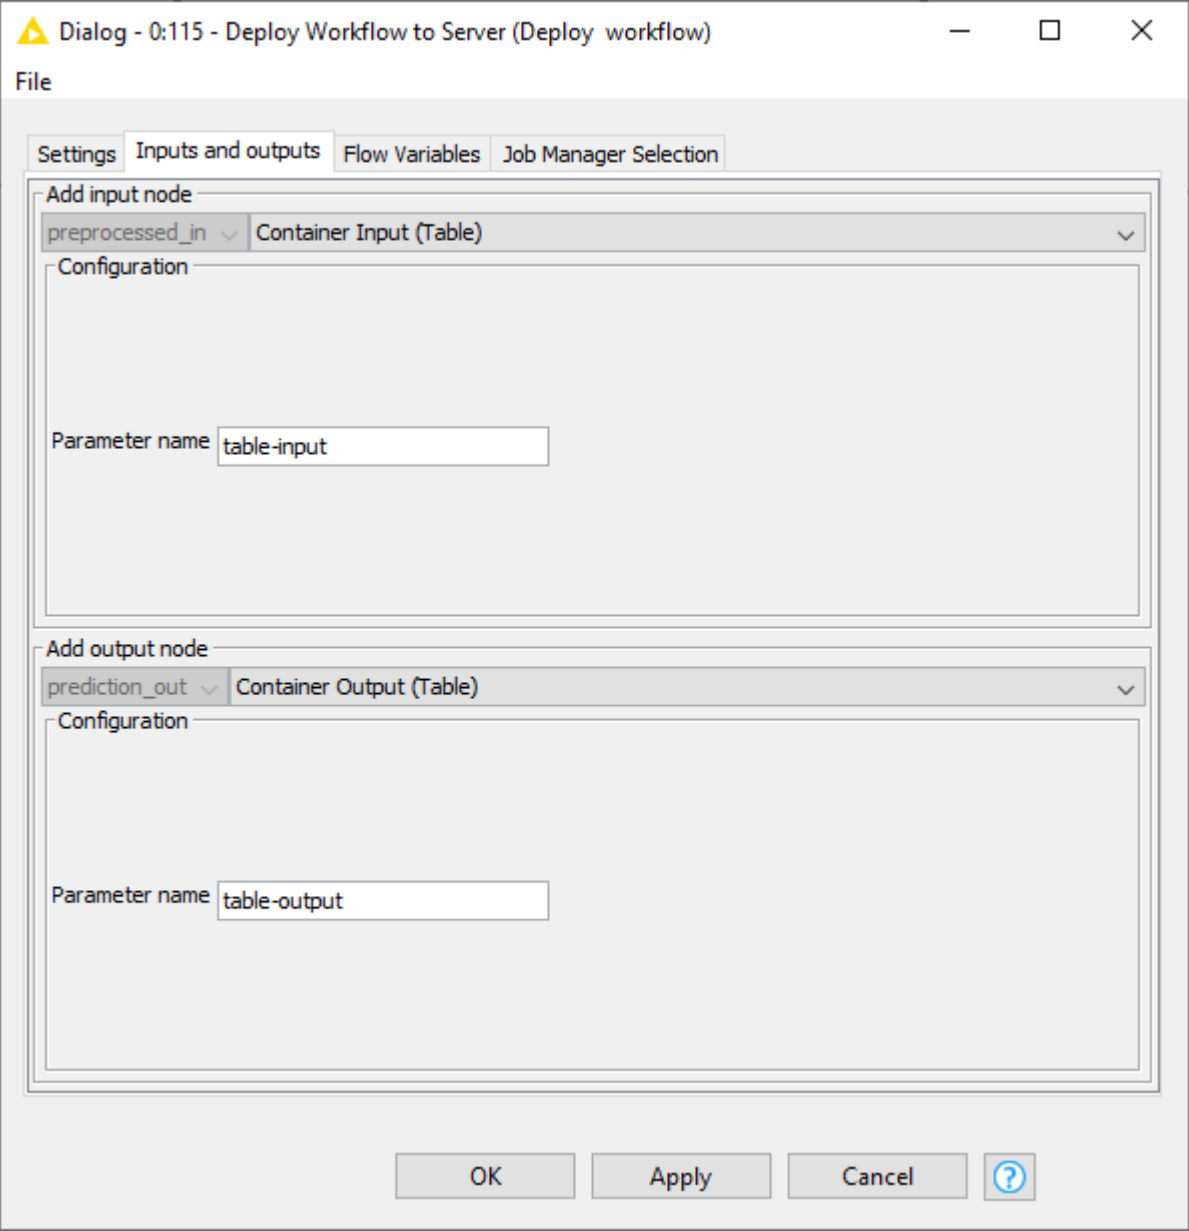 Dialog - 0:115 - Deploy Workflow to Server (Deploy  workflow)
File
Settings Inputs and outputs Flow Variables Job Manager Selection
Add input node
preprocessed_in Container Input (Table)
Configuration
Parameter name table-input
Add output node
prediction_out Container Output (Table)
Configuration
Parameter name table-output
OK Apply Cancel ?